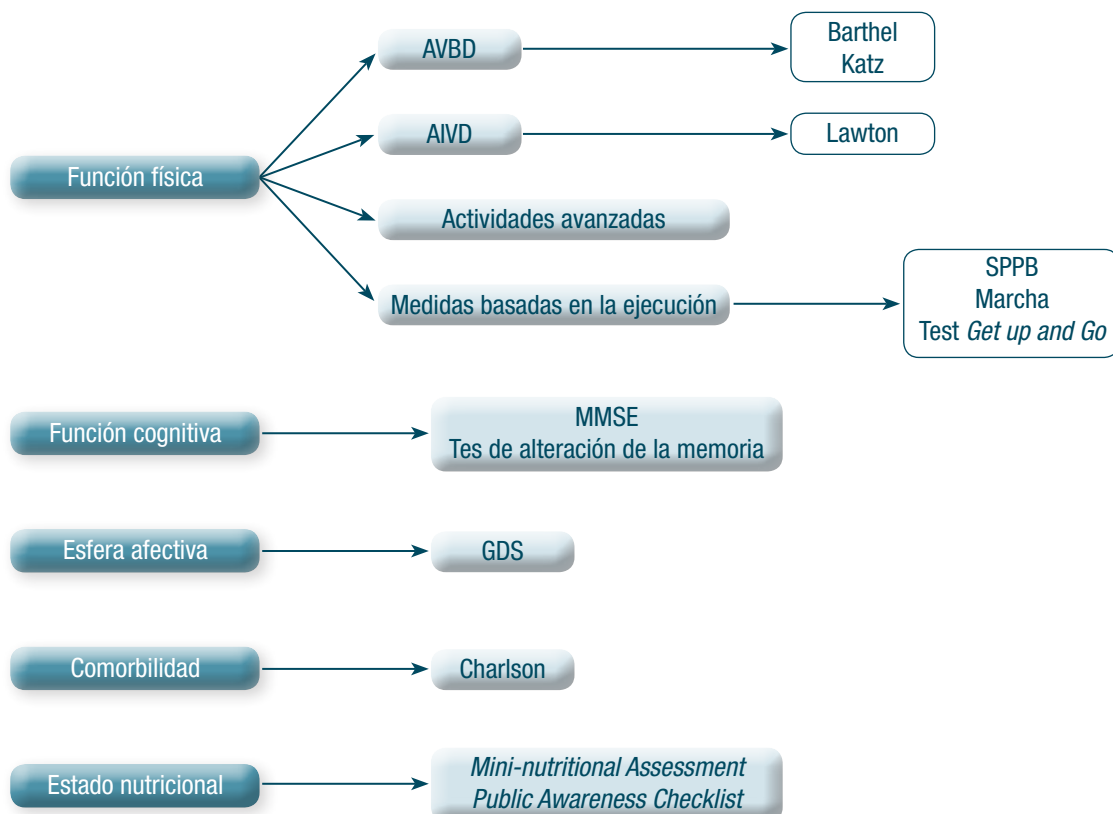 Función física
AVBD
Barthel
Katz
AIVD
Lawton
Actividades avanzadas
Medidas basadas en la ejecución
SPPB
Marcha
Test Get up and Go
Función cognitiva
MMSE
Tes de alteración de la memoria
Esfera afectiva
GDS
Comorbilidad
Charlson
Estado nutricional
Mini-nutritional Assessment
Public Awareness Checklist